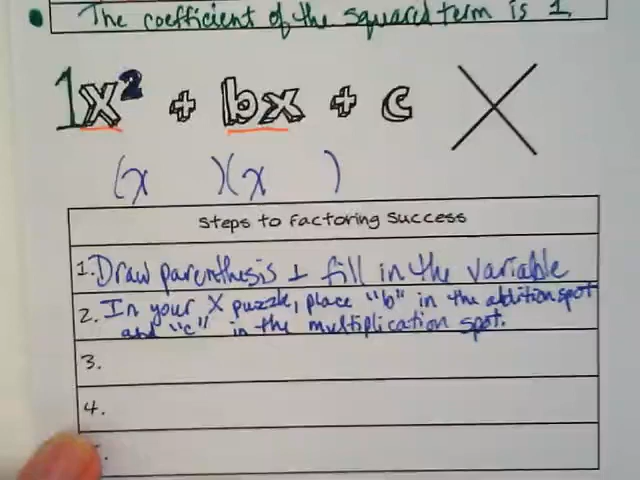 The coefficient of the squared term is 1
1x² + bx + c
(x )(x )
Steps to Factoring Success
1. Draw parenthesis + fill in the variable
2. In your X puzzle, place "b" in the addition spot
and "c" in the multiplication spot.
3.
4.